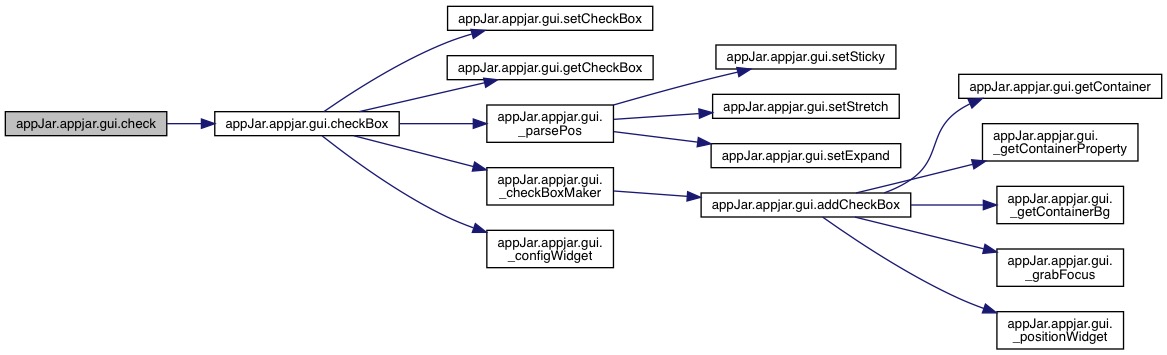 appJar.appjar.gui.check
appJar.appjar.gui.checkBox
appJar.appjar.gui.setCheckBox
appJar.appjar.gui.getCheckBox
appJar.appjar.gui.
_parsePos
appJar.appjar.gui.
_checkBoxMaker
appJar.appjar.gui.
_configWidget
appJar.appjar.gui.setSticky
appJar.appjar.gui.setStretch
appJar.appjar.gui.setExpand
appJar.appjar.gui.addCheckBox
appJar.appjar.gui.getContainer
appJar.appjar.gui.
_getContainerProperty
appJar.appjar.gui.
_getContainerBg
appJar.appjar.gui.
_grabFocus
appJar.appjar.gui.
_positionWidget